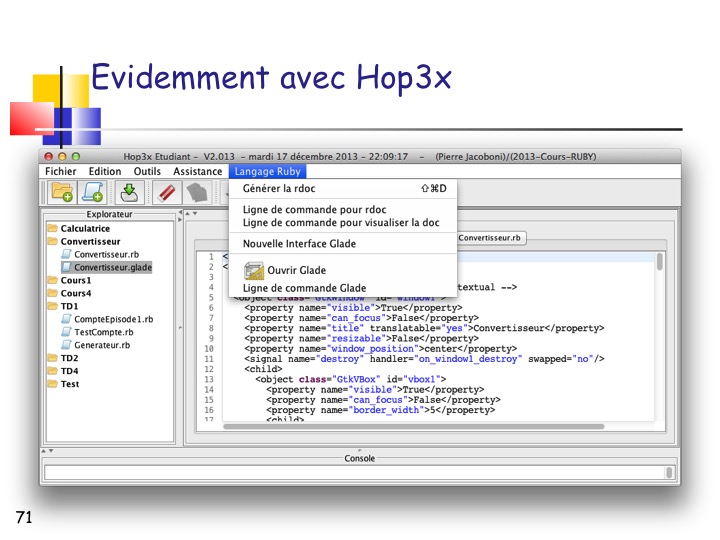 Evidemment avec Hop3x
Hop3x Etudiant - V2.013 - mardi 17 décembre 2013 - 22:09:17 - (Pierre Jacoboni)/(2013-Cours-RUBY)
Fichier Edition Outils Assistance Langage Ruby
Générer la rdoc ⇧⌘D
Ligne de commande pour rdoc
Ligne de commande pour visualiser la doc
Nouvelle Interface Glade
Ouvrir Glade
Ligne de commande Glade
Explorateur
Calculatrice
Convertisseur
Convertisseur.rb
Convertisseur.glade
Cours1
Cours4
TD1
CompteEpisode1.rb
TestCompte.rb
Generateur.rb
TD2
TD4
Test
Convertisseur.rb
1 <
2 <
3
4 textual -->
5 <object class="GtkWindow" id="window1">
6 <property name="visible">True</property>
7 <property name="can_focus">False</property>
8 <property name="title" translatable="yes">Convertisseur</property>
9 <property name="resizable">False</property>
10 <property name="window_position">center</property>
11 <signal name="destroy" handler="on_window1_destroy" swapped="no"/>
12 <child>
13 <object class="GtkVBox" id="vbox1">
14 <property name="visible">True</property>
15 <property name="can_focus">False</property>
16 <property name="border_width">5</property>
17 <child>
Console
71